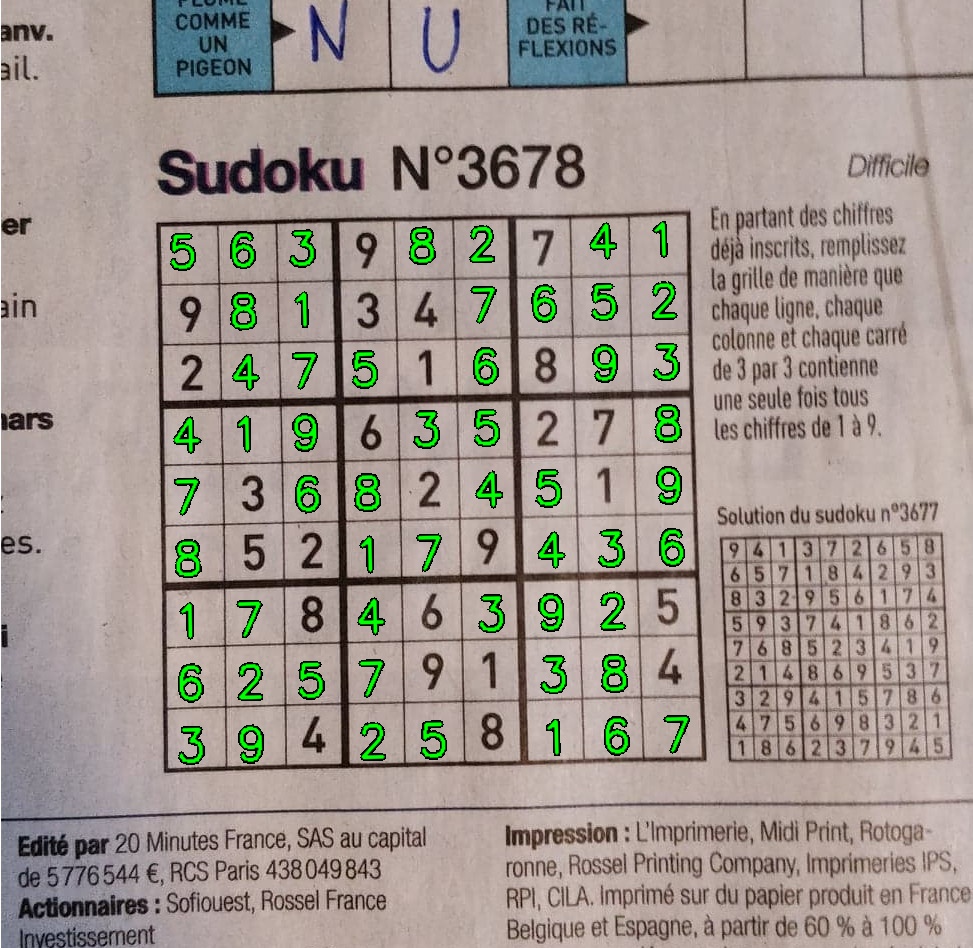 PLUME
COMME
UN
PIGEON
N U
FAIT
DES RÉ-
FLEXIONS
anv.
ail.
er
ain
nars
es.
i
Sudoku N°3678
Difficile
5 6 3 9 8 2 7 4 1
9 8 1 3 4 7 6 5 2
2 4 7 5 1 6 8 9 3
4 1 9 6 3 5 2 7 8
7 3 6 8 2 4 5 1 9
8 5 2 1 7 9 4 3 6
1 7 8 4 6 3 9 2 5
6 2 5 7 9 1 3 8 4
3 9 4 2 5 8 1 6 7
En partant des chiffres
déjà inscrits, remplissez
la grille de manière que
chaque ligne, chaque
colonne et chaque carré
de 3 par 3 contienne
une seule fois tous
les chiffres de 1 à 9.
Solution du sudoku n°3677
9 4 1 3 7 2 6 5 8
6 5 7 1 8 4 2 9 3
8 3 2 9 5 6 1 7 4
5 9 3 7 4 1 8 6 2
7 6 8 5 2 3 4 1 9
2 1 4 8 6 9 5 3 7
3 2 9 4 1 5 7 8 6
4 7 5 6 9 8 3 2 1
1 8 6 2 3 7 9 4 5
Edité par 20 Minutes France, SAS au capital
de 5 776 544 €, RCS Paris 438 049 843
Actionnaires : Sofiouest, Rossel France
Investissement
Impression : L'Imprimerie, Midi Print, Rotoga-
ronne, Rossel Printing Company, Imprimeries IPS,
RPI, CILA. Imprimé sur du papier produit en France
Belgique et Espagne, à partir de 60 % à 100 %